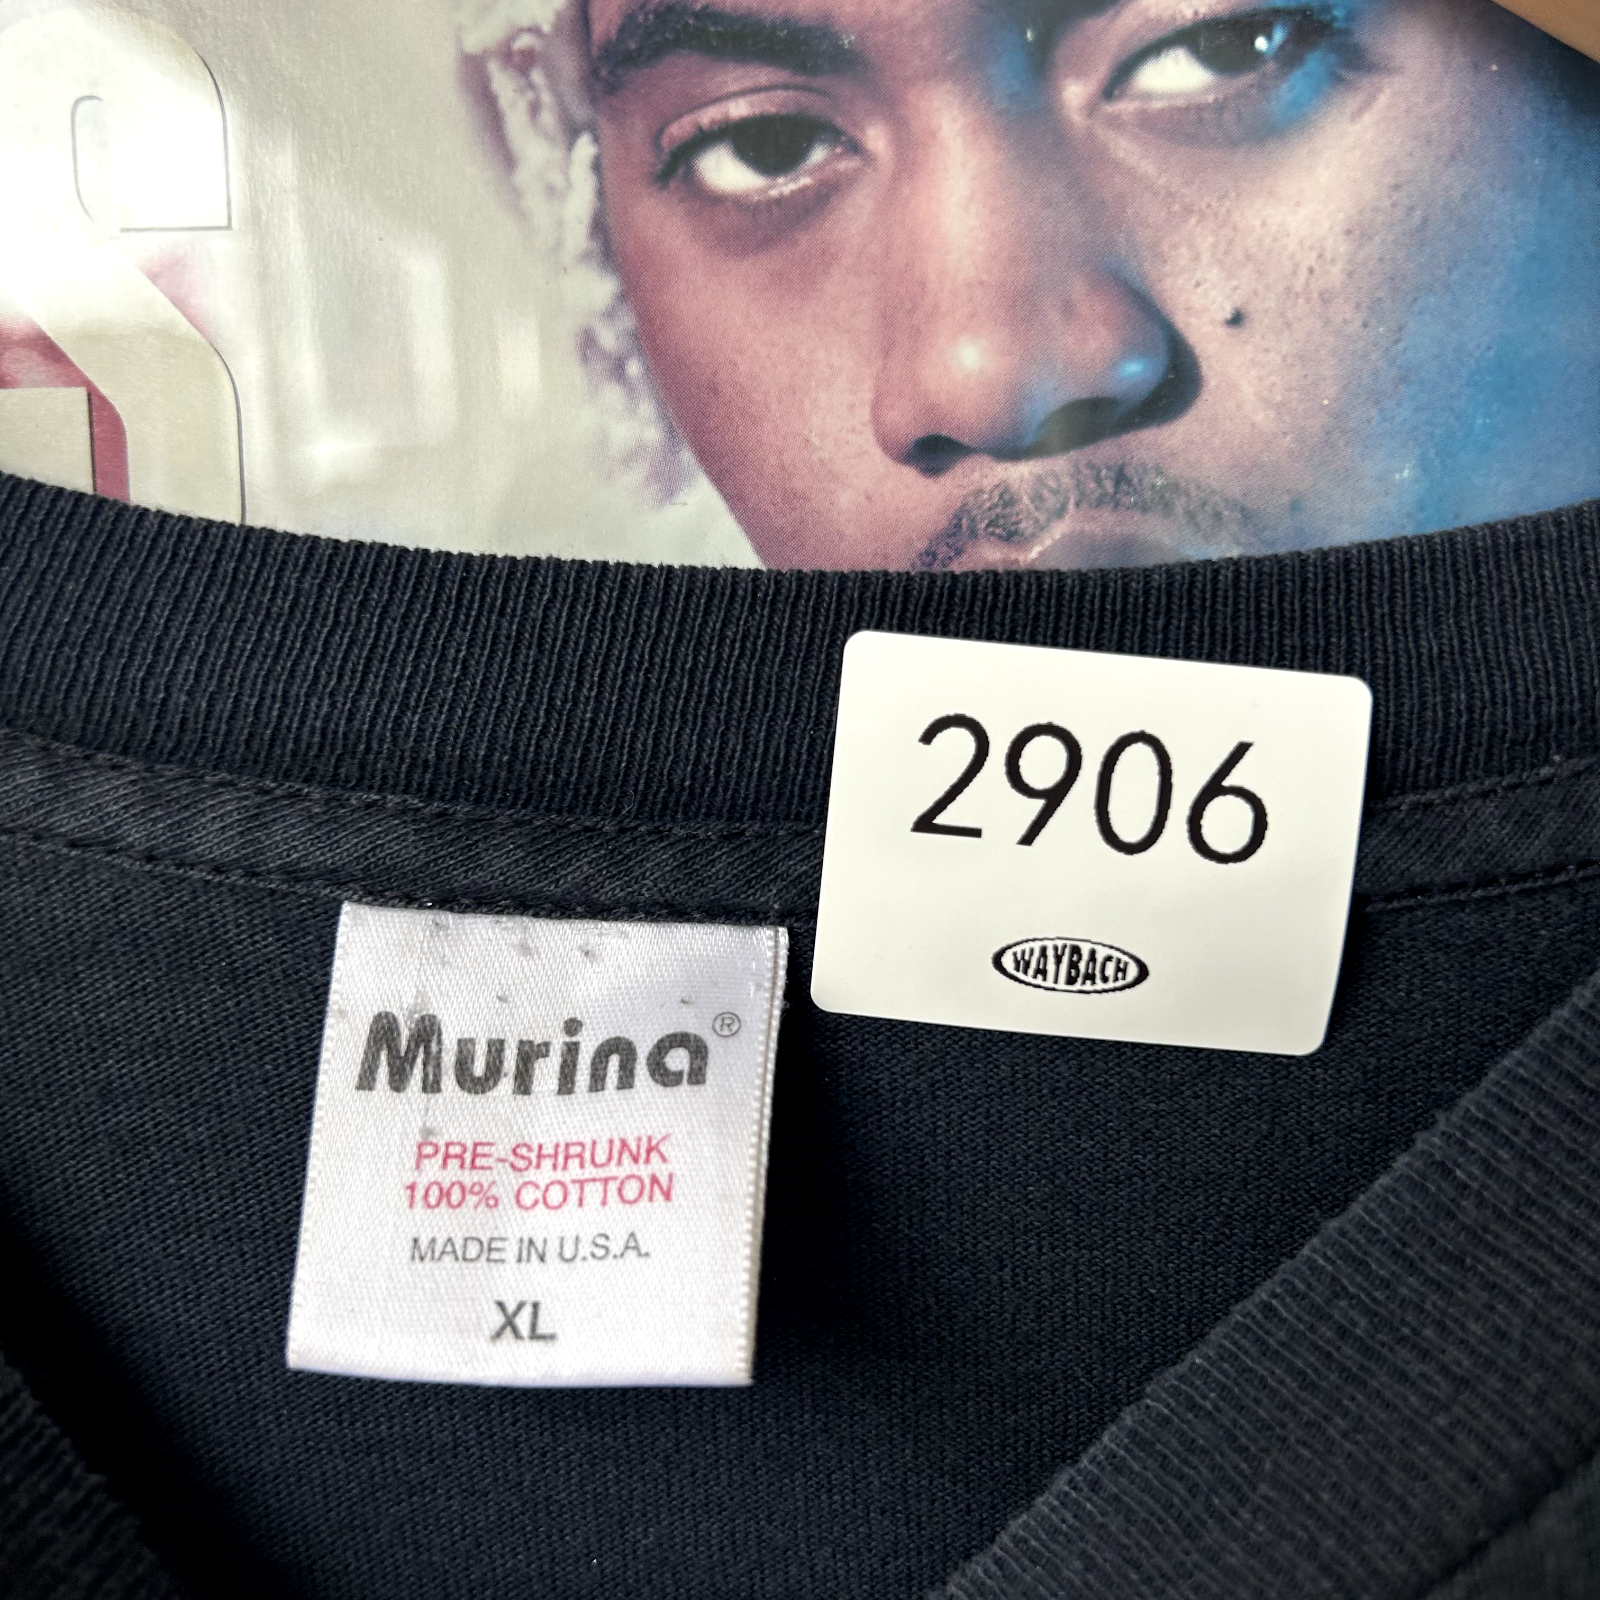 2906
WAYBACH
Murina®
PRE-SHRUNK
100% COTTON
MADE IN U.S.A.
XL